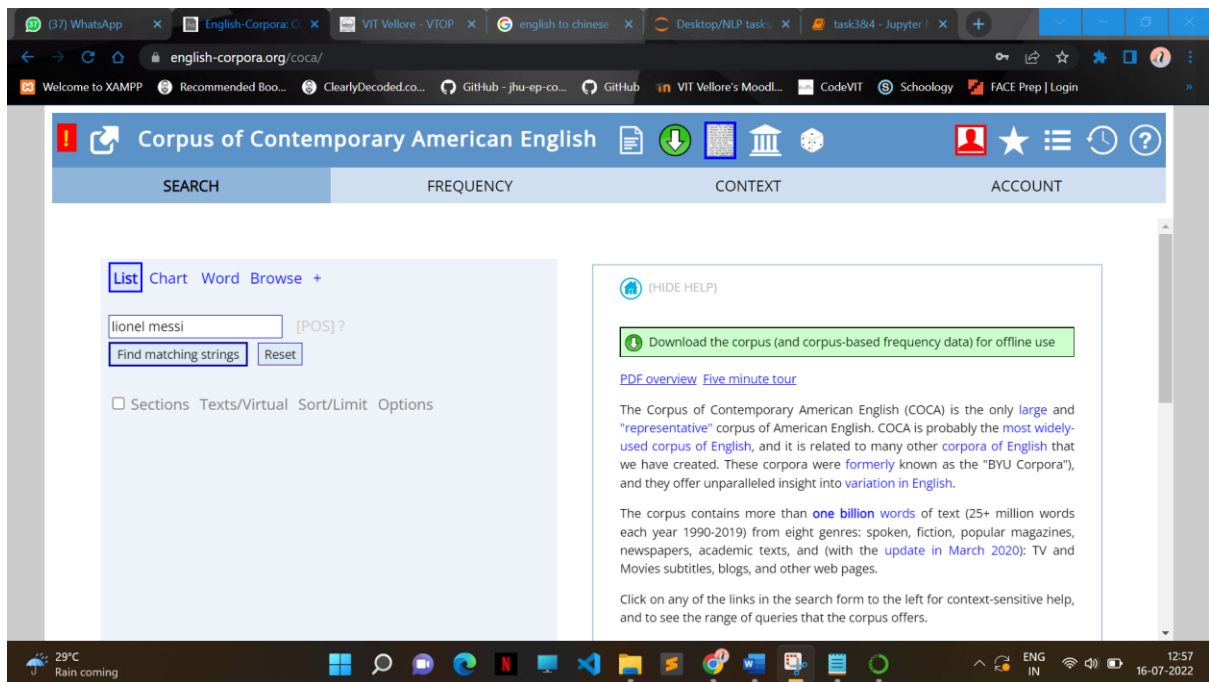 (37) WhatsApp
English-Corpora: C
VIT Vellore - VTOP
english to chinese
Desktop/NLP tasks
task3&4 - Jupyter
english-corpora.org/coca/
Welcome to XAMPP
Recommended Boo...
ClearlyDecoded.co...
GitHub - jhu-ep-co...
GitHub
VIT Vellore's Moodl...
CodeVIT
Schoology
FACE Prep | Login
»
Corpus of Contemporary American English
SEARCH
FREQUENCY
CONTEXT
ACCOUNT
List Chart Word Browse +
lionel messi [POS] ?
Find matching strings Reset
Sections Texts/Virtual Sort/Limit Options
(HIDE HELP)
Download the corpus (and corpus-based frequency data) for offline use
PDF overview Five minute tour
The Corpus of Contemporary American English (COCA) is the only large and
"representative" corpus of American English. COCA is probably the most widely-
used corpus of English, and it is related to many other corpora of English that
we have created. These corpora were formerly known as the "BYU Corpora"),
and they offer unparalleled insight into variation in English.
The corpus contains more than one billion words of text (25+ million words
each year 1990-2019) from eight genres: spoken, fiction, popular magazines,
newspapers, academic texts, and (with the update in March 2020): TV and
Movies subtitles, blogs, and other web pages.
Click on any of the links in the search form to the left for context-sensitive help,
and to see the range of queries that the corpus offers.
29°C
Rain coming
ENG
IN
12:57
16-07-2022